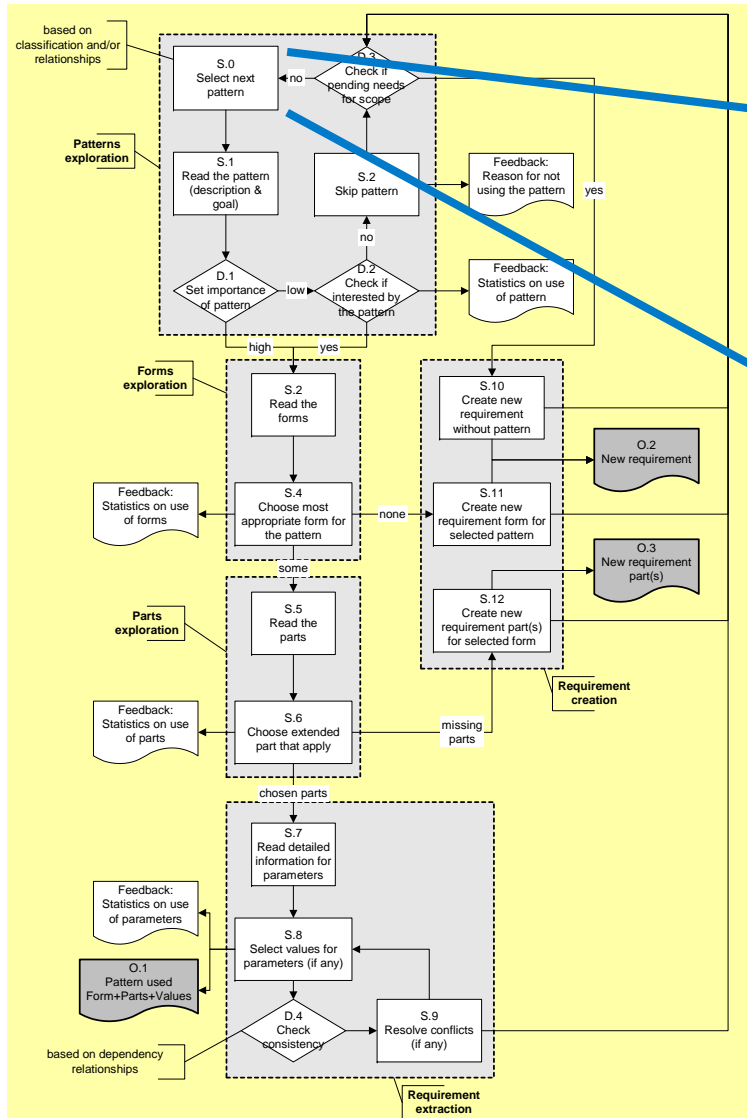 based on
classification and/or
relationships
S.0
Select next
pattern
no
D.3
Check if
pending needs
for scope
Patterns
exploration
S.1
Read the pattern
(description &
goal)
S.2
Skip pattern
Feedback:
Reason for not
using the pattern
yes
no
D.1
Set importance
of pattern
low
D.2
Check if
interested by
the pattern
Feedback:
Statistics on
use of pattern
high
yes
Forms
exploration
S.2
Read the
forms
S.10
Create new
requirement
without pattern
O.2
New requirement
Feedback:
Statistics on use
of forms
S.4
Choose most
appropriate form for
the pattern
none
S.11
Create new
requirement form for
selected pattern
O.3
New requirement
part(s)
some
Parts
exploration
S.5
Read the
parts
S.12
Create new
requirement part(s)
for selected form
Requirement
creation
Feedback:
Statistics on use
of parts
S.6
Choose extended
part that apply
missing
parts
chosen parts
S.7
Read detailed
information for
parameters
Feedback:
Statistics on use
of parameters
S.8
Select values for
parameters (if any)
O.1
Pattern used
Form+Parts+Values
D.4
Check
consistency
S.9
Resolve conflicts
(if any)
based on dependency
relationships
Requirement
extraction